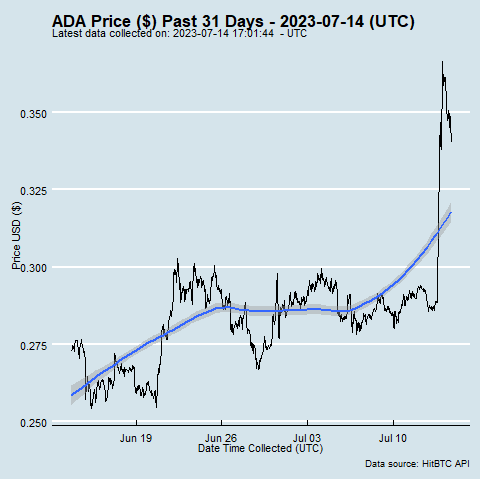 ADA Price ($) Past 31 Days - 2023-07-14 (UTC)
Latest data collected on: 2023-07-14 17:01:44 - UTC
Price USD ($)
0.350
0.325
0.300
0.275
0.250
Jun 19 Jun 26 Jul 03 Jul 10
Date Time Collected (UTC)
Data source: HitBTC API